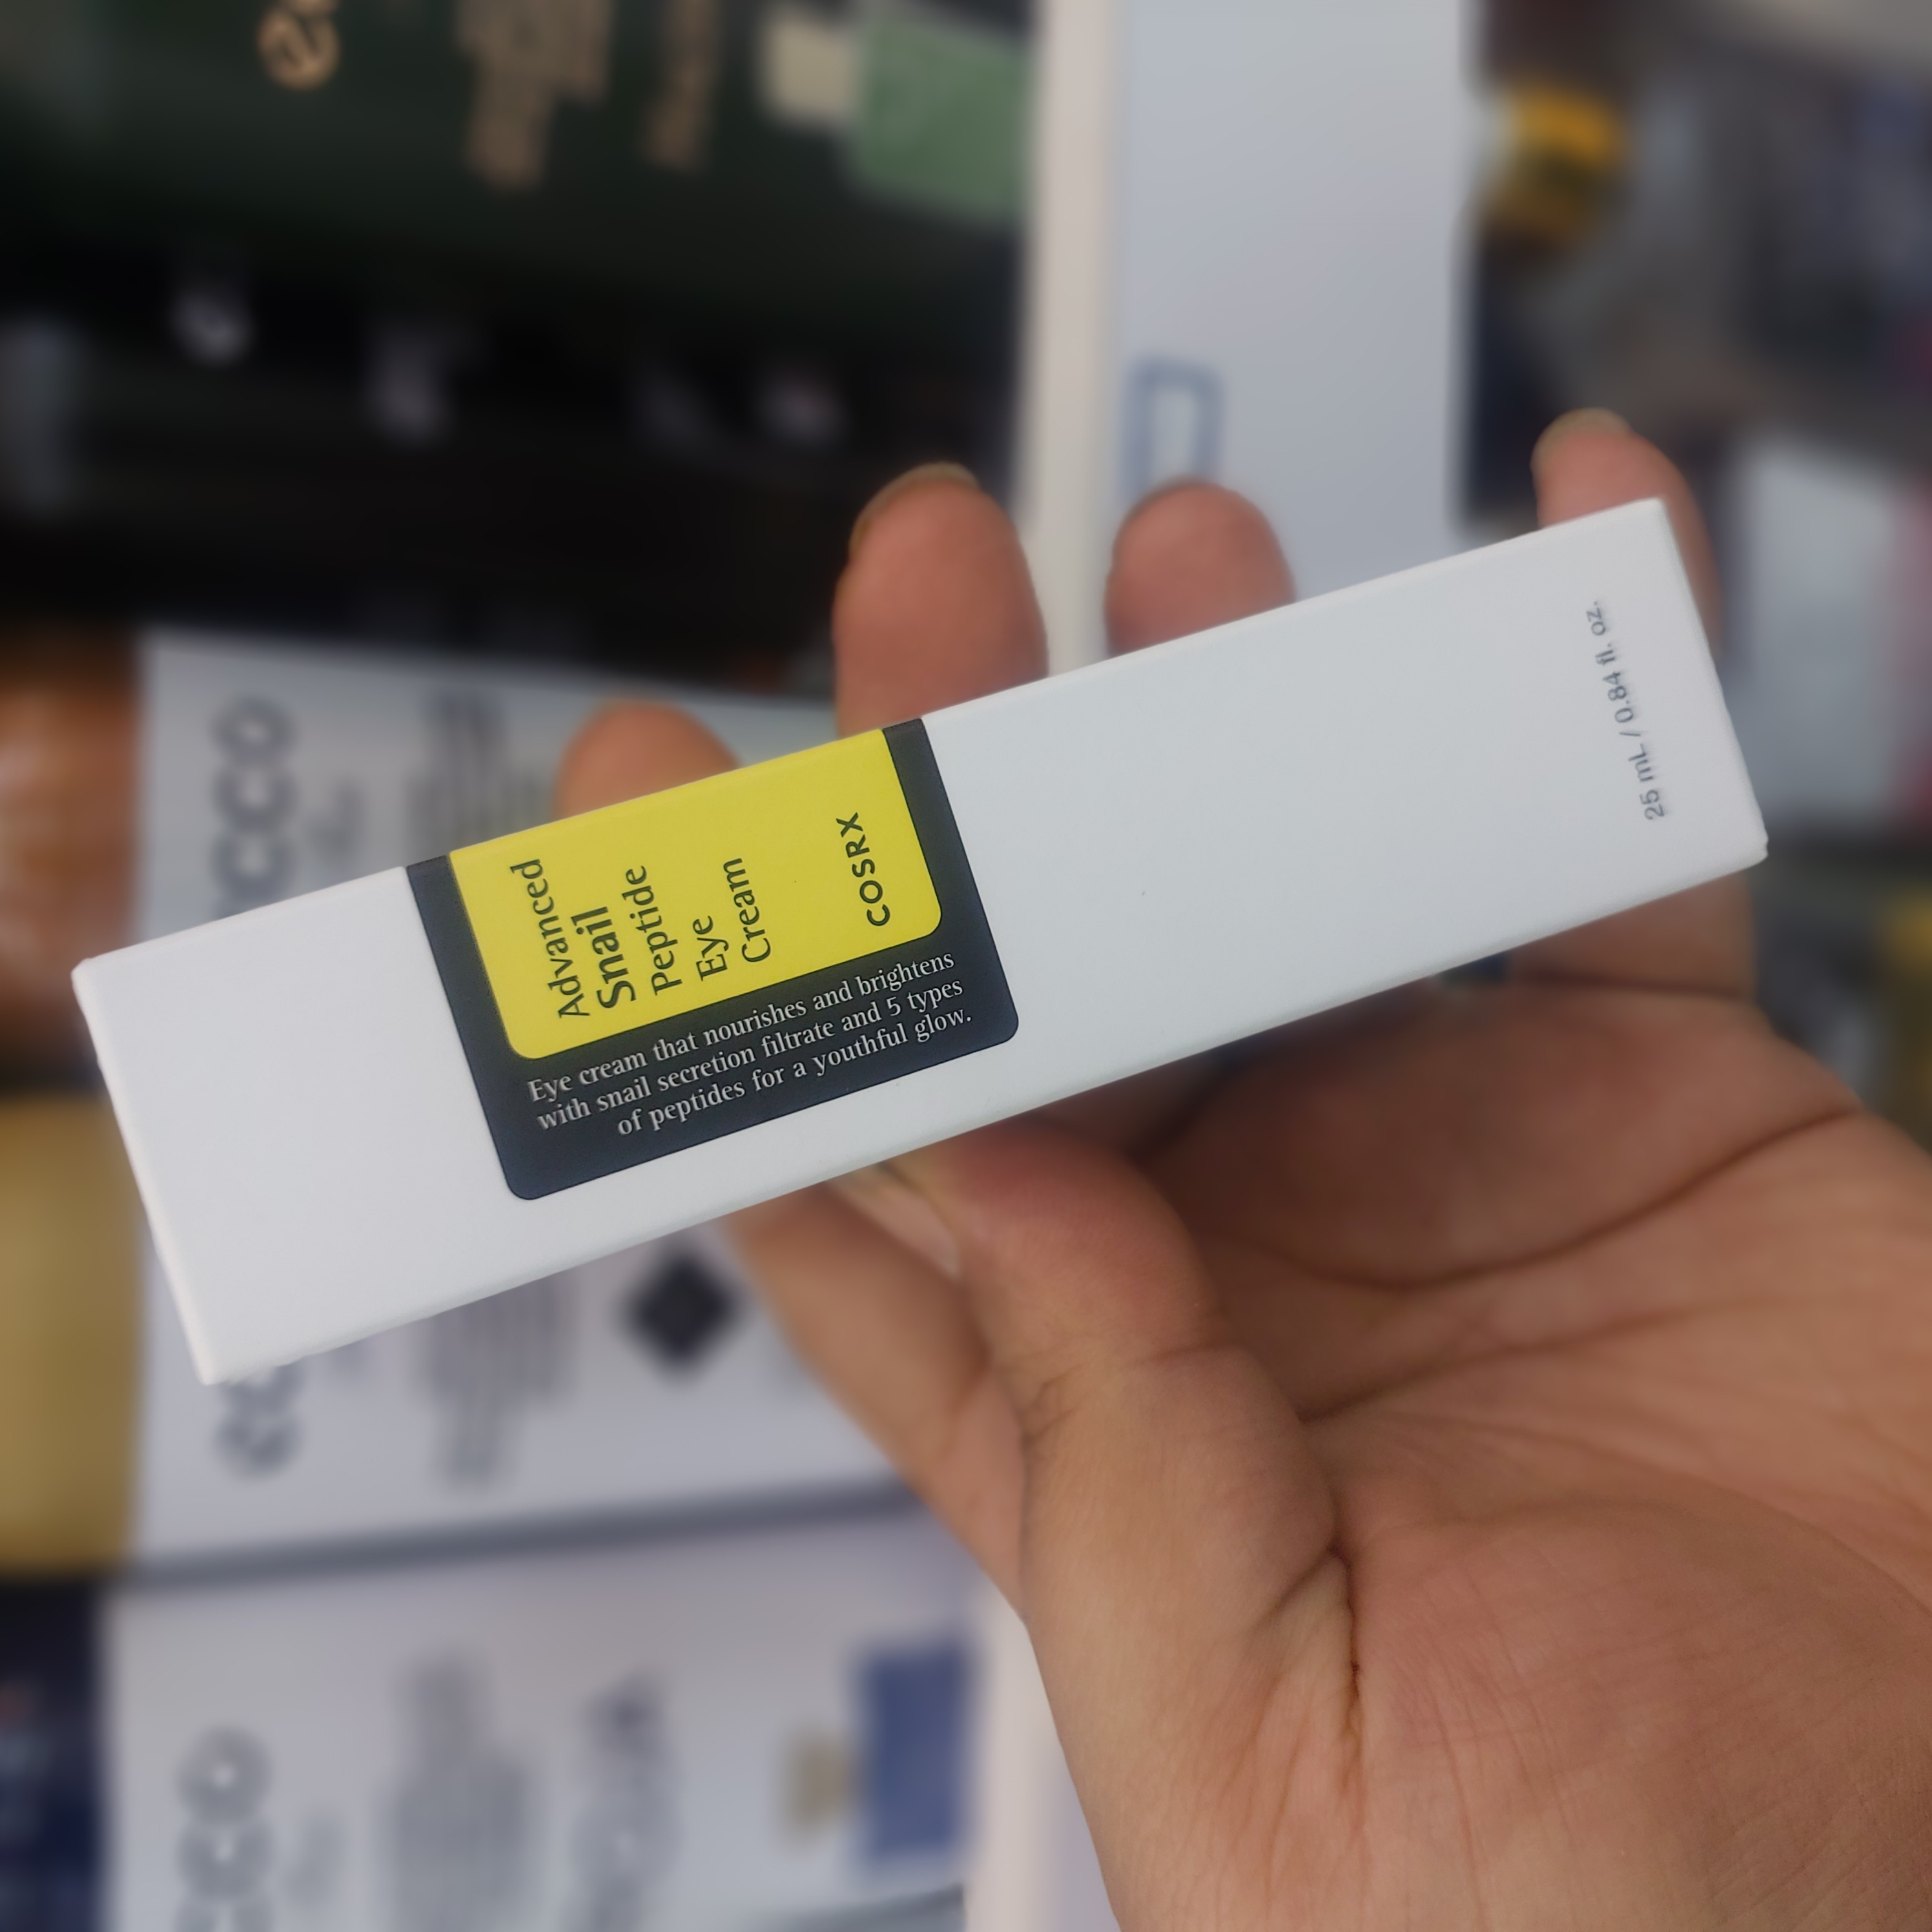 Advanced
Snail
Peptide
Eye
Cream
COSRX
Eye cream that nourishes and brightens
with snail secretion filtrate and 5 types
of peptides for a youthful glow.
25 mL / 0.84 fl. oz.